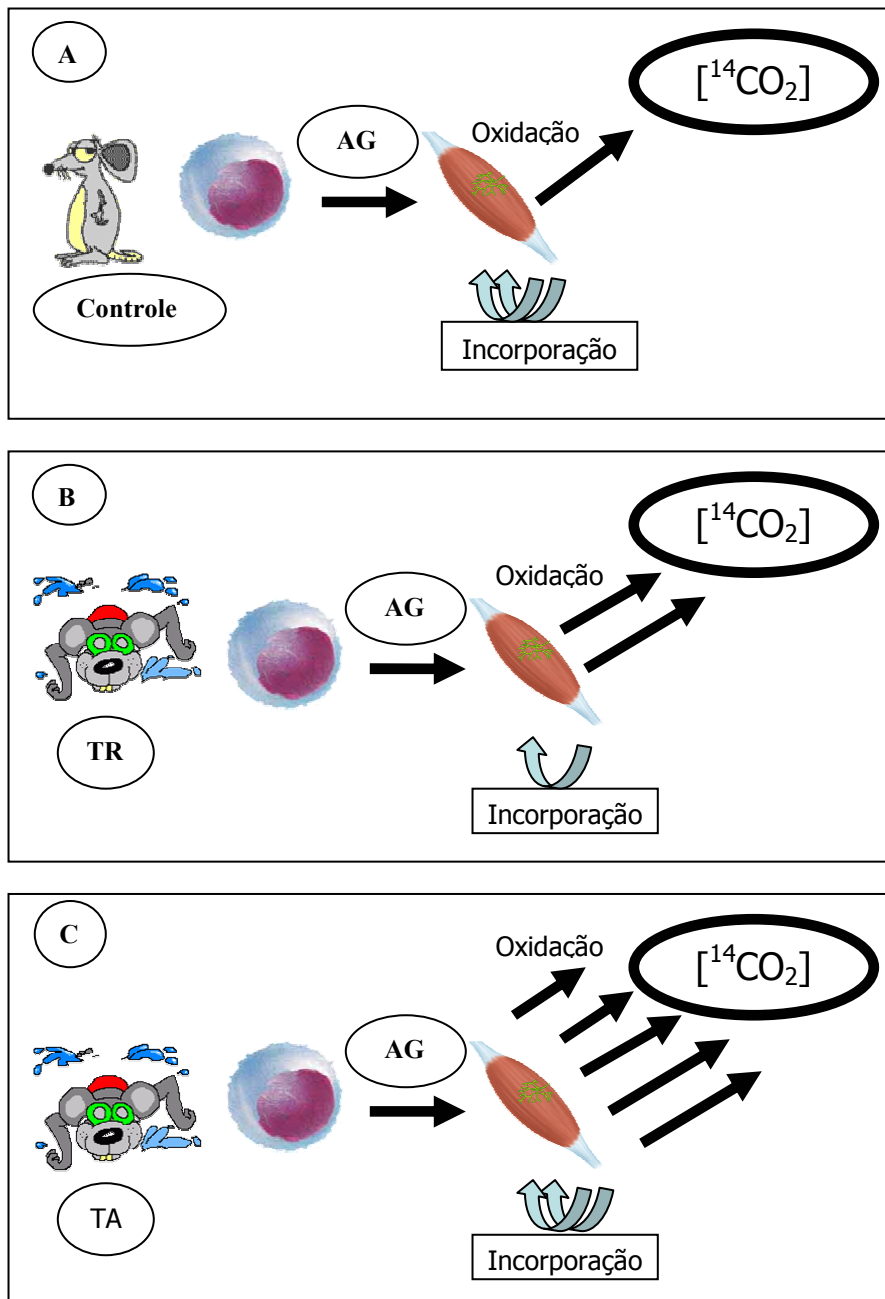 A
AG
Oxidação
[¹⁴CO₂]
Controle
Incorporação
B
AG
Oxidação
[¹⁴CO₂]
TR
Incorporação
C
AG
Oxidação
[¹⁴CO₂]
TA
Incorporação